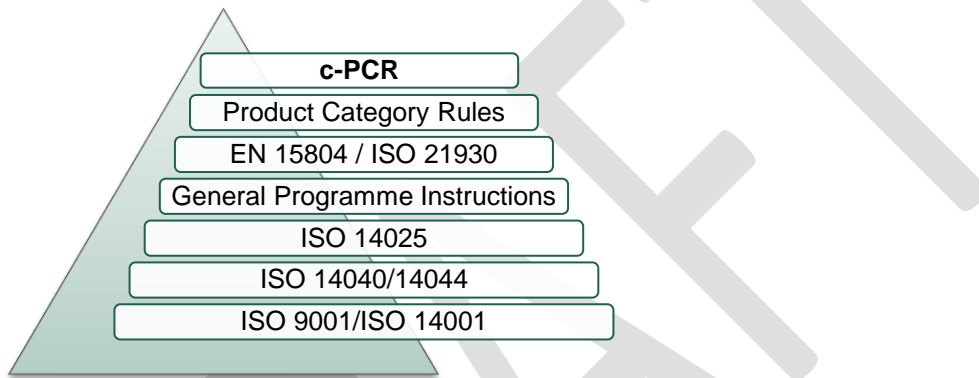 c-PCR
Product Category Rules
EN 15804 / ISO 21930
General Programme Instructions
ISO 14025
ISO 14040/14044
ISO 9001/ISO 14001